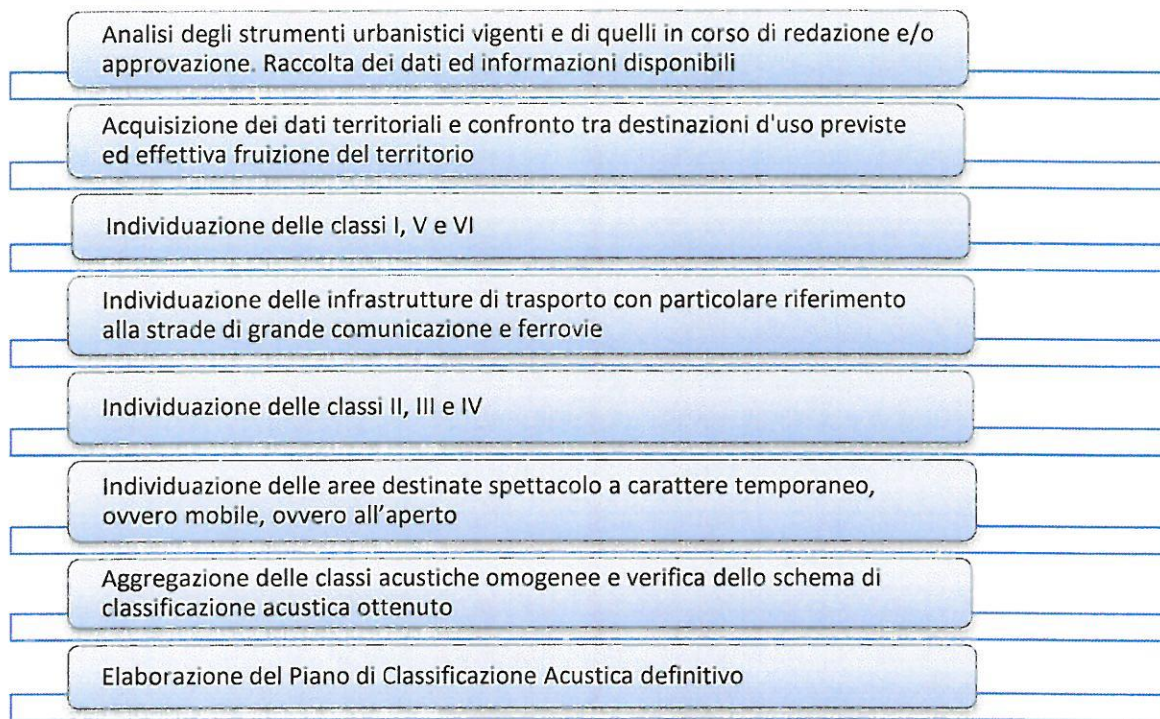 Analisi degli strumenti urbanistici vigenti e di quelli in corso di redazione e/o
approvazione. Raccolta dei dati ed informazioni disponibili
Acquisizione dei dati territoriali e confronto tra destinazioni d'uso previste
ed effettiva fruizione del territorio
Individuazione delle classi I, V e VI
Individuazione delle infrastrutture di trasporto con particolare riferimento
alla strade di grande comunicazione e ferrovie
Individuazione delle classi II, III e IV
Individuazione delle aree destinate spettacolo a carattere temporaneo,
ovvero mobile, ovvero all’aperto
Aggregazione delle classi acustiche omogenee e verifica dello schema di
classificazione acustica ottenuto
Elaborazione del Piano di Classificazione Acustica definitivo